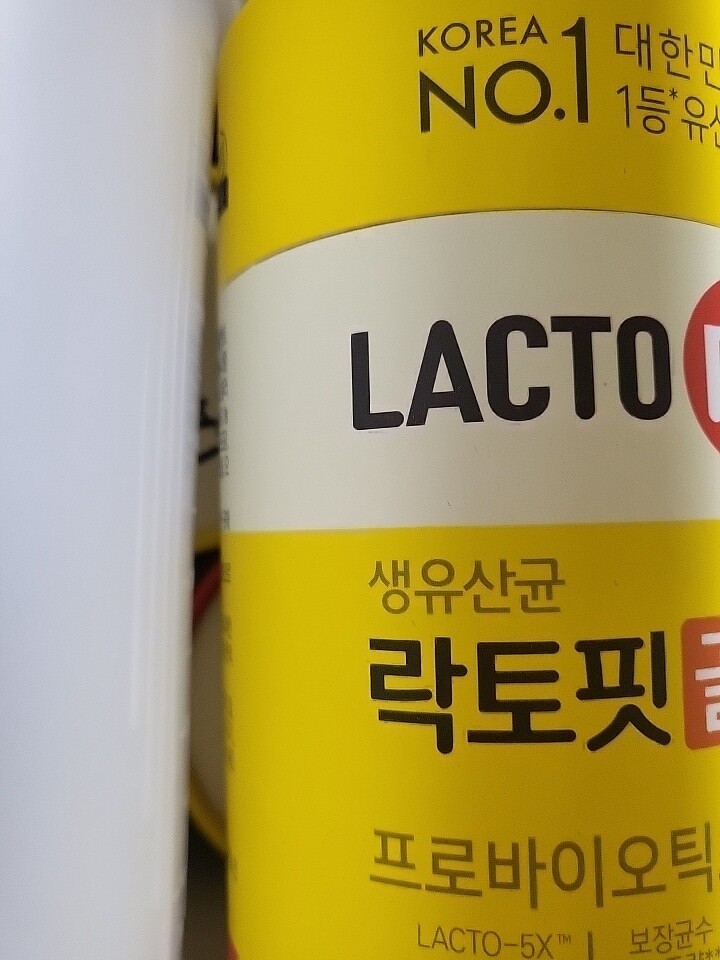 KOREA
NO.1
대한민
1등*유산
LACTO
생유산균
락토핏
프로바이오틱
LACTO-5X™ | 보장균수